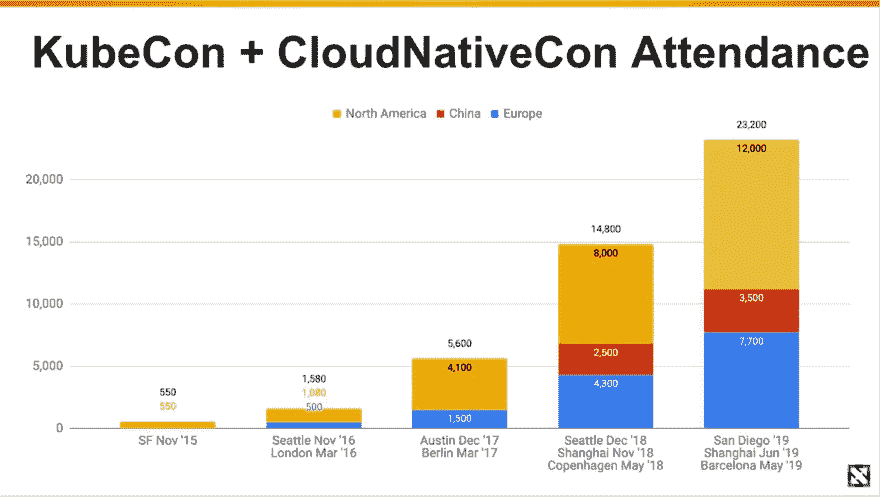 KubeCon + CloudNativeCon Attendance
North America China Europe
23,200
12,000
20,000
14,800
15,000
8,000
10,000
3,500
7,700
5,600
5,000
4,100
2,500
4,300
1,580
1,080
500
550
550
1,500
0
SF Nov '15
Seattle Nov '16
London Mar '16
Austin Dec '17
Berlin Mar '17
Seattle Dec '18
Shanghai Nov '18
Copenhagen May '18
San Diego '19
Shanghai Jun '19
Barcelona May '19